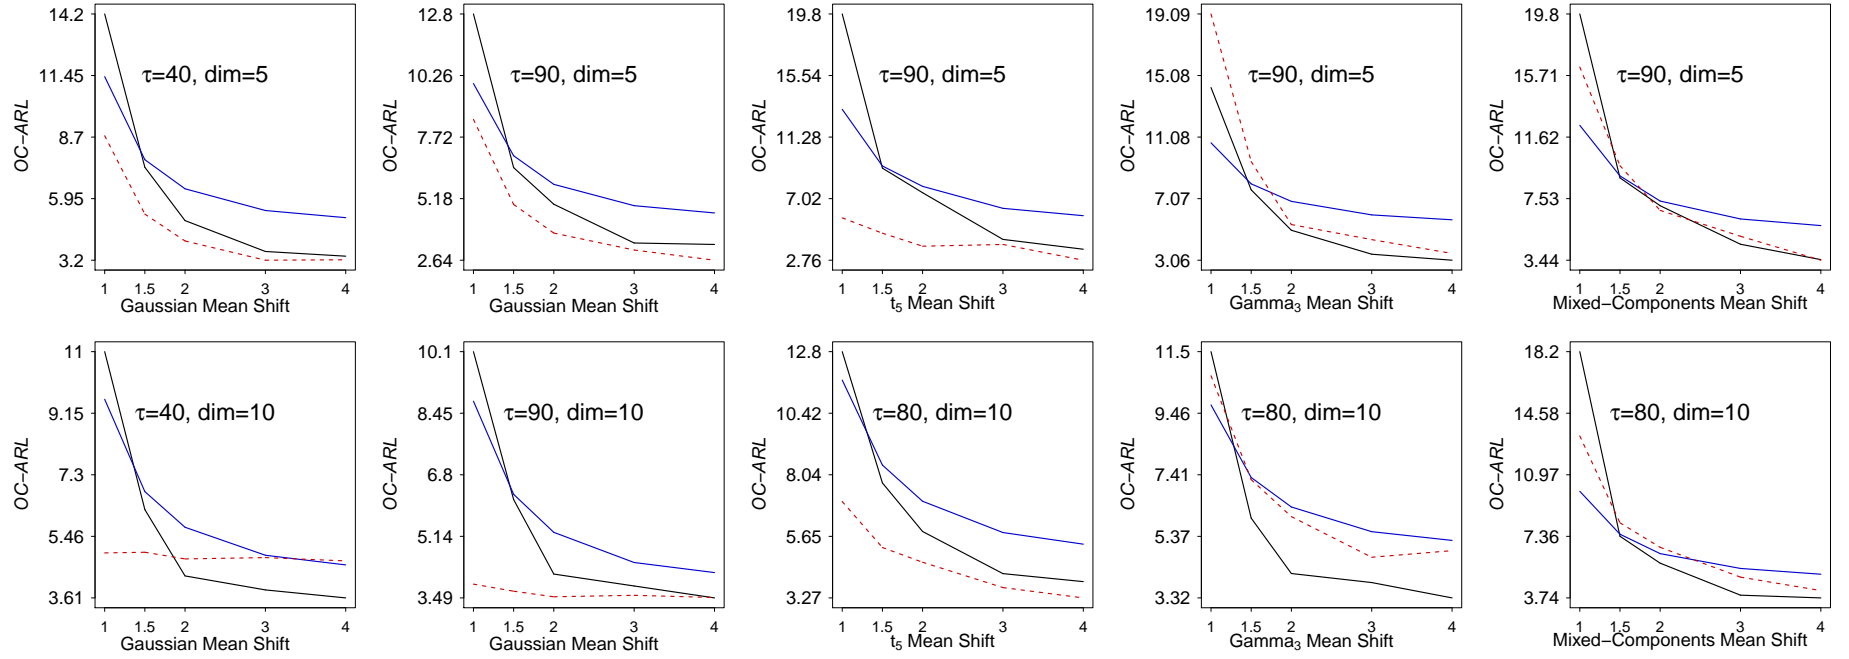 14.2
11.45
8.7
5.95
3.2
OC−ARL
τ=40, dim=5
1 1.5 2 3 4
Gaussian Mean Shift
12.8
10.26
7.72
5.18
2.64
OC−ARL
τ=90, dim=5
1 1.5 2 3 4
Gaussian Mean Shift
19.8
15.54
11.28
7.02
2.76
OC−ARL
τ=90, dim=5
1 1.5 2 3 4
t₅ Mean Shift
19.09
15.08
11.08
7.07
3.06
OC−ARL
τ=90, dim=5
1 1.5 2 3 4
Gamma₃ Mean Shift
19.8
15.71
11.62
7.53
3.44
OC−ARL
τ=90, dim=5
1 1.5 2 3 4
Mixed−Components Mean Shift
11
9.15
7.3
5.46
3.61
OC−ARL
τ=40, dim=10
1 1.5 2 3 4
Gaussian Mean Shift
10.1
8.45
6.8
5.14
3.49
OC−ARL
τ=90, dim=10
1 1.5 2 3 4
Gaussian Mean Shift
12.8
10.42
8.04
5.65
3.27
OC−ARL
τ=80, dim=10
1 1.5 2 3 4
t₅ Mean Shift
11.5
9.46
7.41
5.37
3.32
OC−ARL
τ=80, dim=10
1 1.5 2 3 4
Gamma₃ Mean Shift
18.2
14.58
10.97
7.36
3.74
OC−ARL
τ=80, dim=10
1 1.5 2 3 4
Mixed−Components Mean Shift